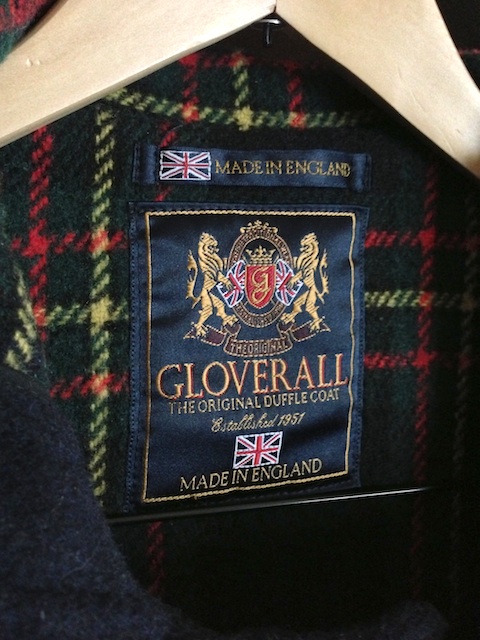 MADE IN ENGLAND
G
THE ORIGINAL
GLOVERALL
THE ORIGINAL DUFFLE COAT
Established 1951
MADE IN ENGLAND